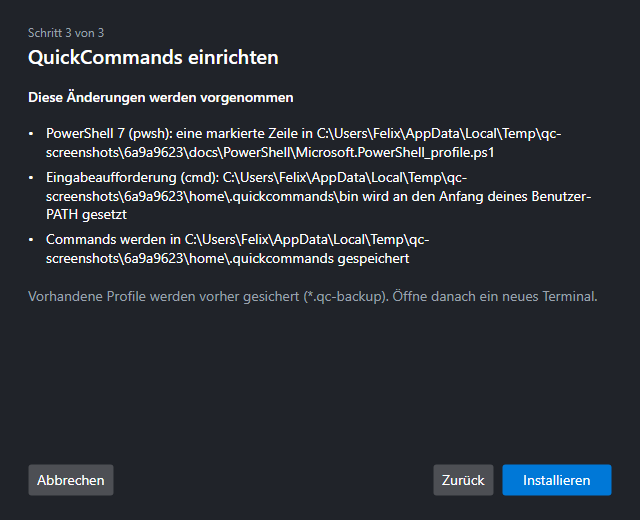 Schritt 3 von 3
QuickCommands einrichten
Diese Änderungen werden vorgenommen
• PowerShell 7 (pwsh): eine markierte Zeile in C:\Users\Felix\AppData\Local\Temp\qc-
screenshots\6a9a9623\docs\PowerShell\Microsoft.PowerShell_profile.ps1
• Eingabeaufforderung (cmd): C:\Users\Felix\AppData\Local\Temp\qc-
screenshots\6a9a9623\home\.quickcommands\bin wird an den Anfang deines Benutzer-
PATH gesetzt
• Commands werden in C:\Users\Felix\AppData\Local\Temp\qc-
screenshots\6a9a9623\home\.quickcommands gespeichert
Vorhandene Profile werden vorher gesichert (*.qc-backup). Öffne danach ein neues Terminal.
Abbrechen Zurück Installieren